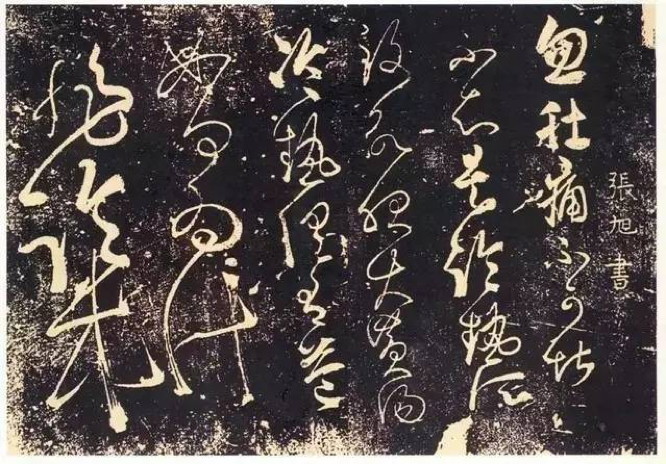 張旭書
忽肚痛不可堪
不知是冷熱所
致欲服大黃湯
冷熱俱有益
如何為計
非臨床